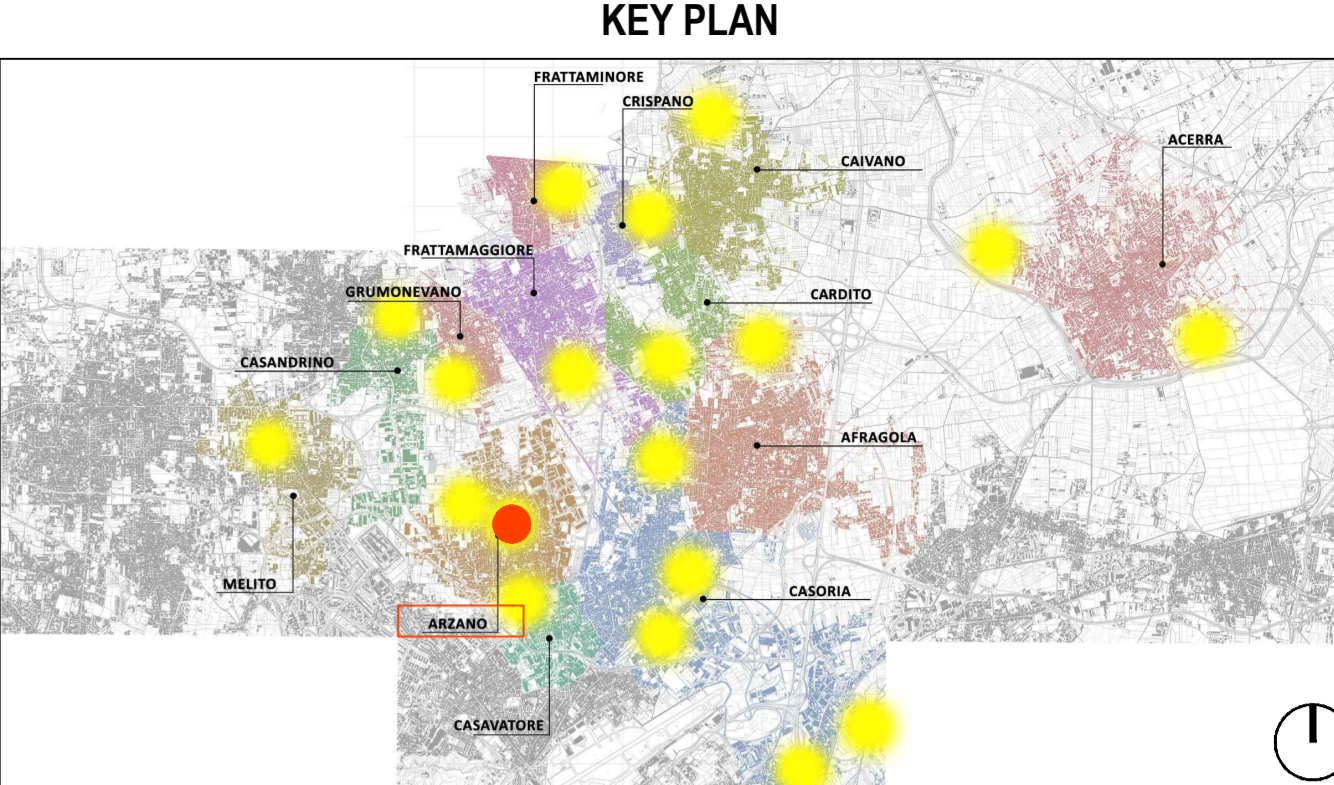 KEY PLAN
FRATTAMINORE
CRISPANO
ACERRA
CAIVANO
FRATTAMAGGIORE
GRUMONEVANO
CARDITO
CASANDRINO
AFRAGOLA
MELITO
CASORIA
ARZANO
CASAVATORE